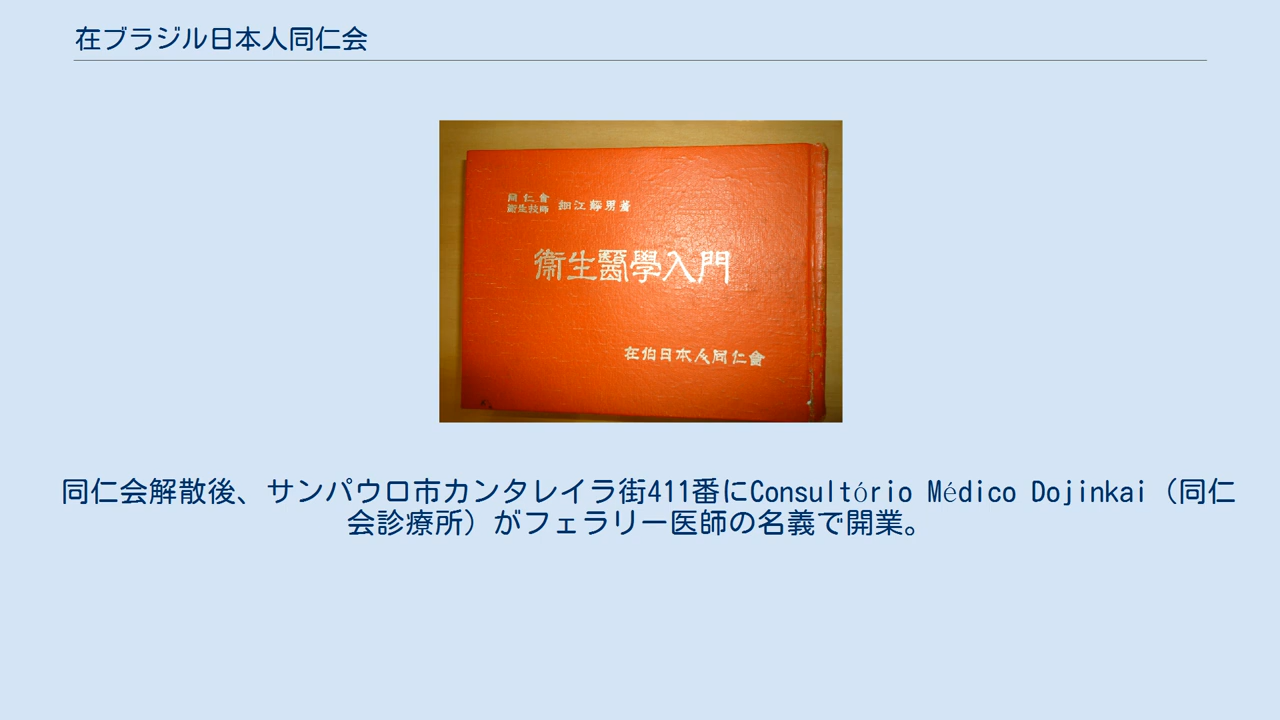 在ブラジル日本人同仁会
同仁會
衞生技師
細江靜男著
衞生醫學入門
在伯日本人同仁會
同仁会解散後、サンパウロ市カンタレイラ街411番にConsultório Médico Dojinkai（同仁
会診療所）がフェラリー医師の名義で開業。